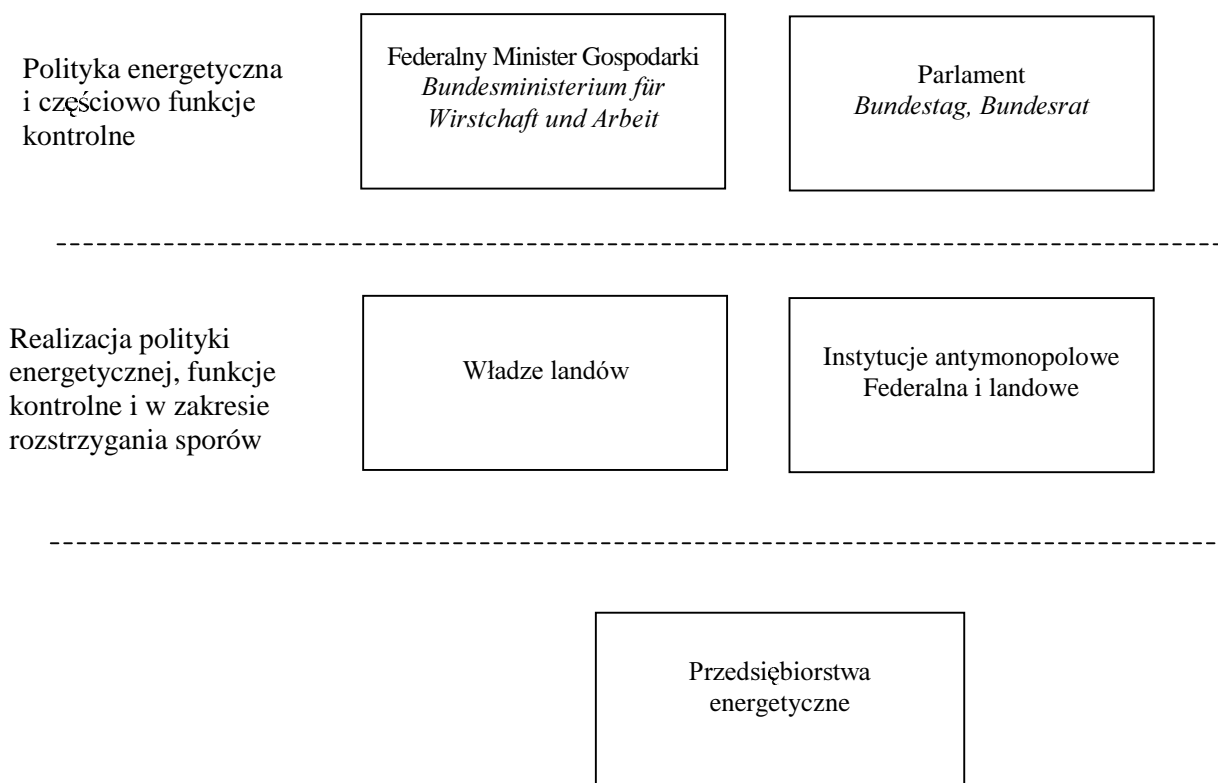 Polityka energetyczna
i częściowo funkcje
kontrolne
Federalny Minister Gospodarki
Bundesministerium für
Wirstchaft und Arbeit
Parlament
Bundestag, Bundesrat
Realizacja polityki
energetycznej, funkcje
kontrolne i w zakresie
rozstrzygania sporów
Władze landów
Instytucje antymonopolowe
Federalna i landowe
Przedsiębiorstwa
energetyczne